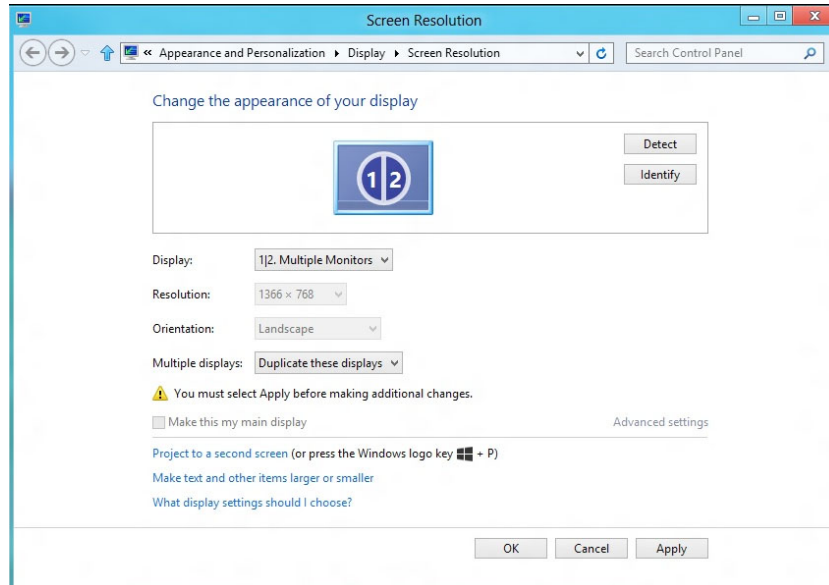 Screen Resolution
« Appearance and Personalization ▸ Display ▸ Screen Resolution
Search Control Panel
Change the appearance of your display
1|2
Detect
Identify
Display: 1|2. Multiple Monitors
Resolution: 1366 × 768
Orientation: Landscape
Multiple displays: Duplicate these displays
You must select Apply before making additional changes.
Make this my main display Advanced settings
Project to a second screen (or press the Windows logo key + P)
Make text and other items larger or smaller
What display settings should I choose?
OK Cancel Apply